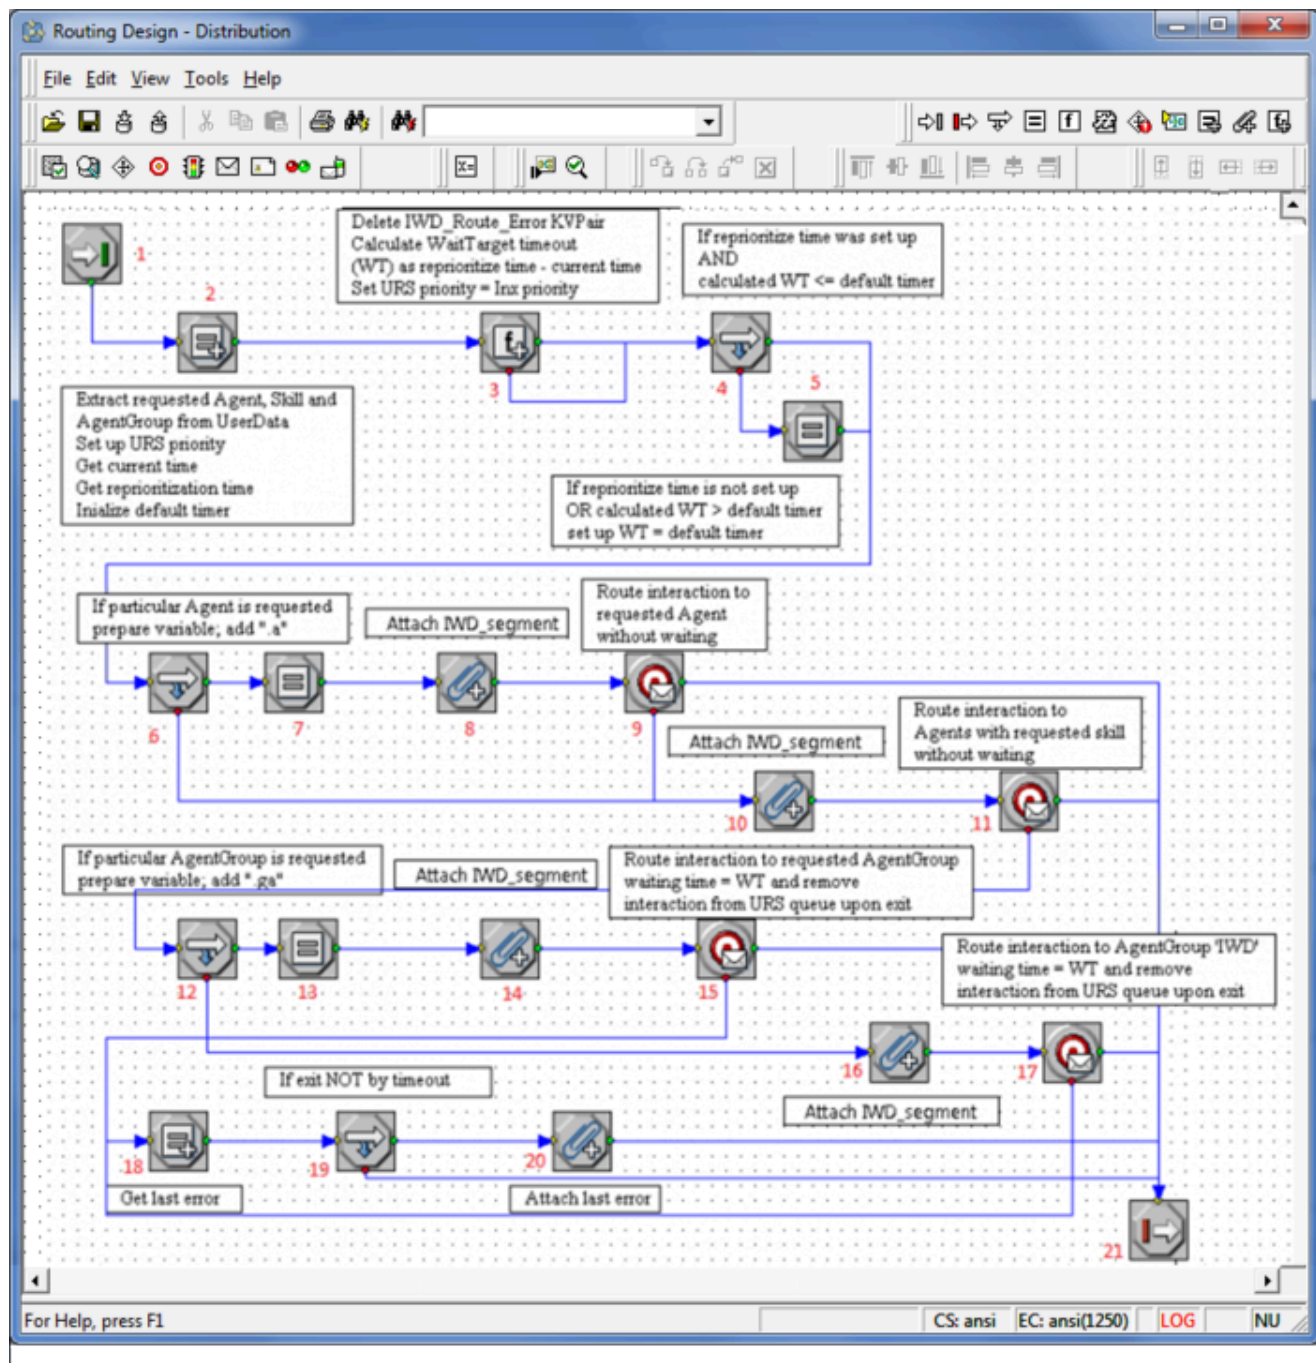 Routing Design - Distribution
File Edit View Tools Help
Delete IWD_Route_Error KVPair
Calculate WaitTarget timeout
(WT) as reprioritize time - current time
Set URS priority = Inx priority
If reprioritize time was set up
AND
calculated WT <= default timer
1
2
3
4
5
Extract requested Agent, Skill and
AgentGroup from UserData
Set up URS priority
Get current time
Get reprioritization time
Inialize default timer
If reprioritize time is not set up
OR calculated WT > default timer
set up WT = default timer
If particular Agent is requested
prepare variable; add ".a"
Attach IWD_segment
Route interaction to
requested Agent
without waiting
6
7
8
9
Attach IWD_segment
Route interaction to
Agents with requested skill
without waiting
10
11
If particular AgentGroup is requested
prepare variable; add ".ga"
Attach IWD_segment
Route interaction to requested AgentGroup
waiting time = WT and remove
interaction from URS queue upon exit
12
13
14
15
Route interaction to AgentGroup 'IWD'
waiting time = WT and remove
interaction from URS queue upon exit
16
17
If exit NOT by timeout
Attach IWD_segment
18
19
20
Get last error
Attach last error
21
For Help, press F1
CS: ansi
EC: ansi(1250)
LOG
NU